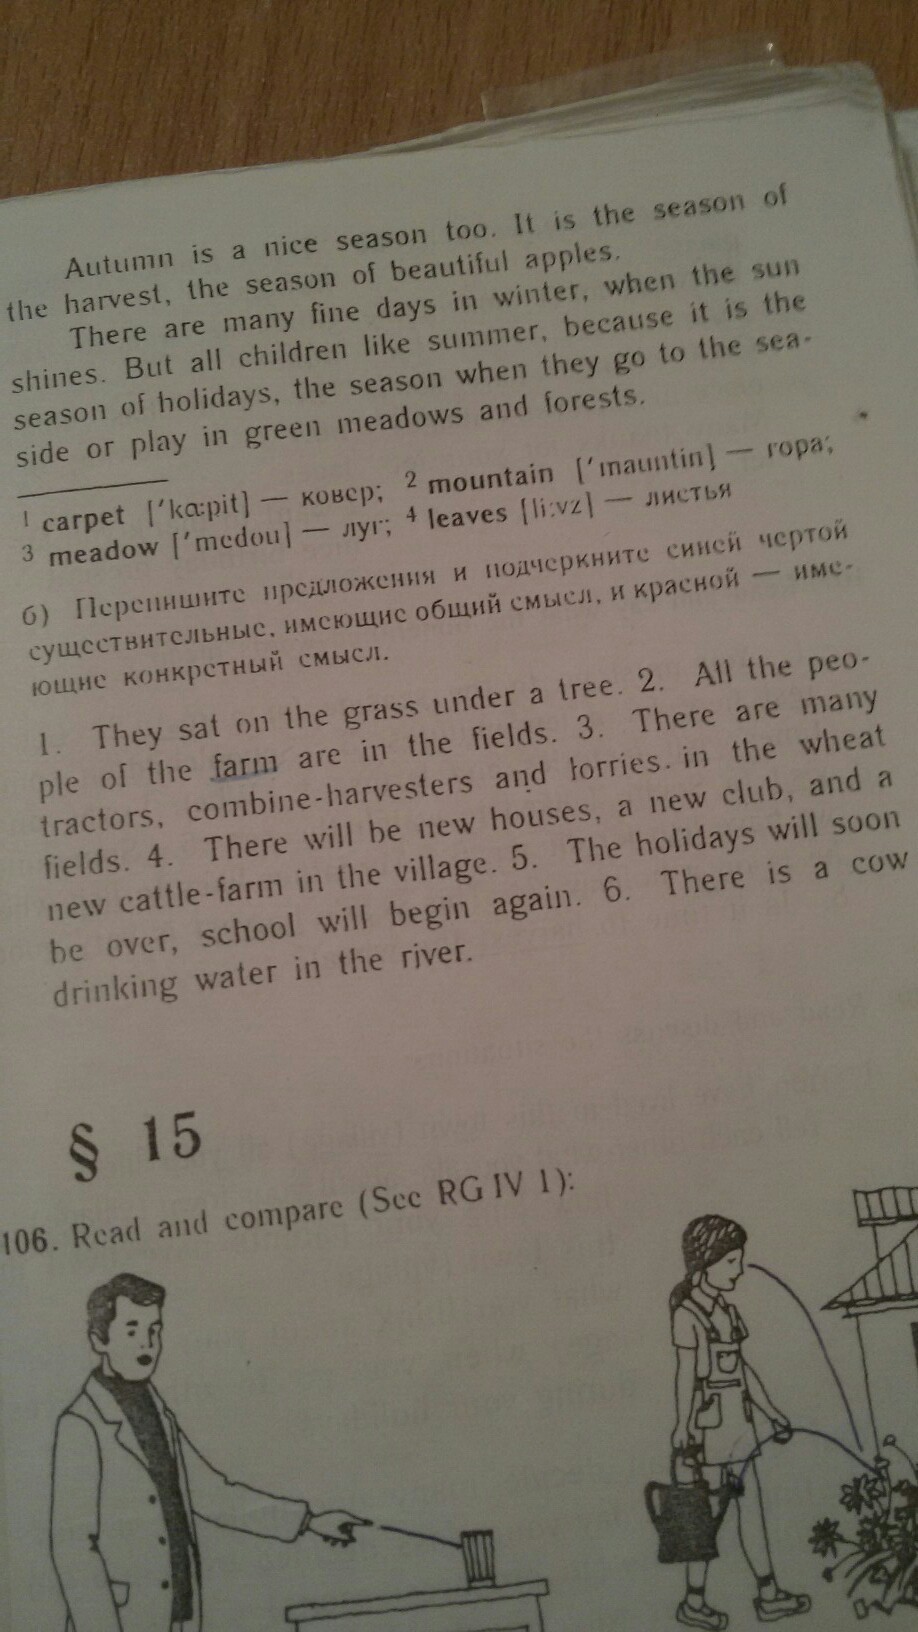 Autumn is a nice season too. It is the season of
the harvest, the season of beautiful apples.
There are many fine days in winter, when the sun
shines. But all children like summer, because it is the
season of holidays, the season when they go to the sea-
side or play in green meadows and forests.
1 carpet [ˈkɑ:pit] — ковер; 2 mountain [ˈmauntin] — гора;
3 meadow [ˈmedou] — луг; 4 leaves [li:vz] — листья
б) Перепишите предложения и подчеркните синей чертой
существительные, имеющие общий смысл, и красной — име-
ющие конкретный смысл.
1. They sat on the grass under a tree. 2. All the peo-
ple of the farm are in the fields. 3. There are many
tractors, combine-harvesters and lorries in the wheat
fields. 4. There will be new houses, a new club, and a
new cattle-farm in the village. 5. The holidays will soon
be over, school will begin again. 6. There is a cow
drinking water in the river.
§ 15
106. Read and compare (See RG IV 1):